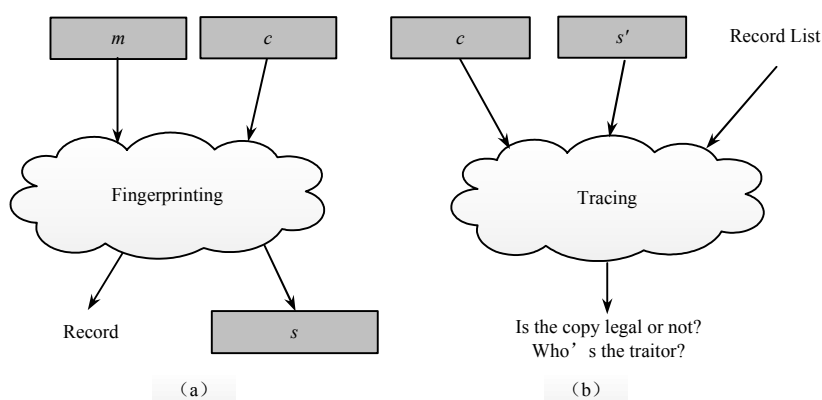 m
c
Fingerprinting
Record
s
（a）
c
s'
Record List
Tracing
Is the copy legal or not?
Who’s the traitor?
（b）